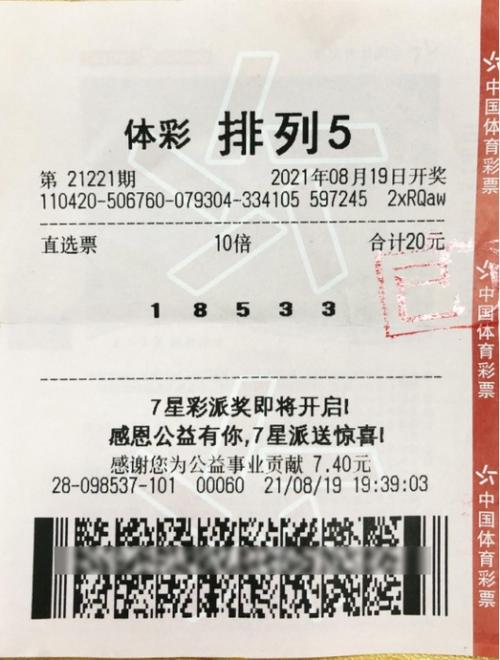 体彩 排列5
第 21221期 2021年08月19日开奖
110420-506760-079304-334105 597245 2xRQaw
直选票 10倍 合计20元
1 8 5 3 3
7星彩派奖即将开启!
感恩公益有你,7星派送惊喜!
感谢您为公益事业贡献 7.40元
28-098537-101 00060 21/08/19 19:39:03
中国体育彩票
中国体育彩票
中国体育彩票
已